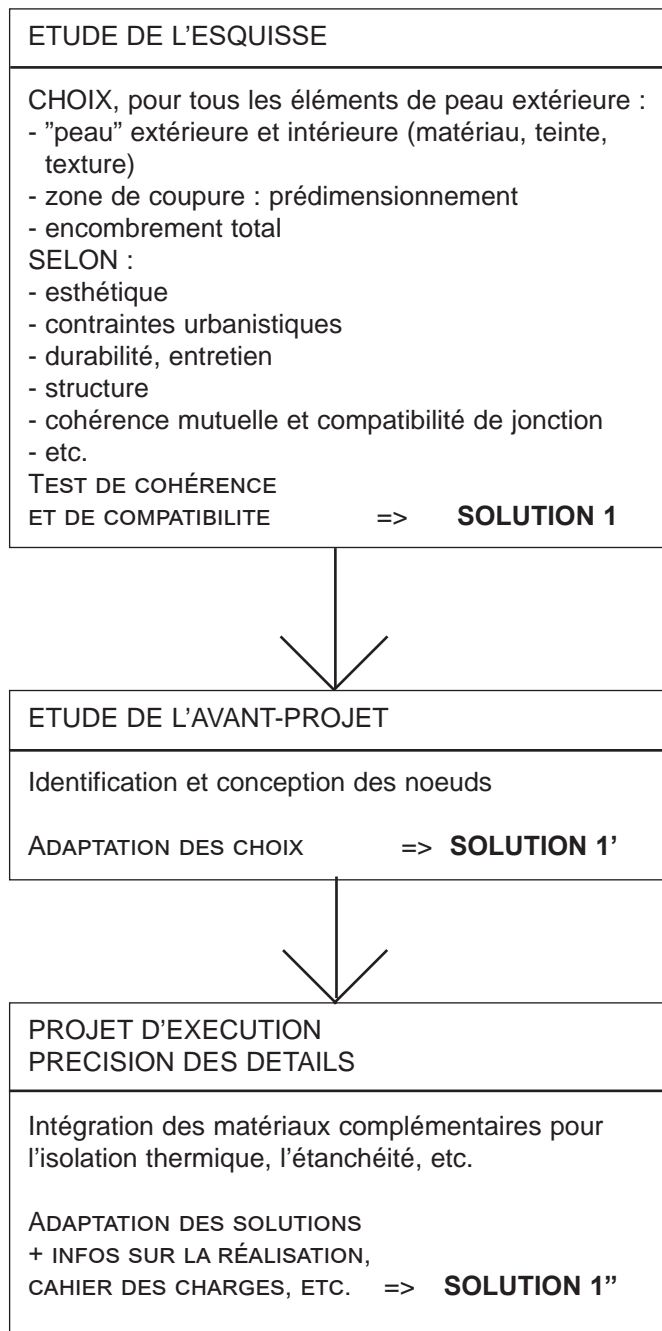 ETUDE DE L'ESQUISSE
CHOIX, pour tous les éléments de peau extérieure :
- ”peau” extérieure et intérieure (matériau, teinte,
texture)
- zone de coupure : prédimensionnement
- encombrement total
SELON :
- esthétique
- contraintes urbanistiques
- durabilité, entretien
- structure
- cohérence mutuelle et compatibilité de jonction
- etc.
TEST DE COHÉRENCE
ET DE COMPATIBILITE => SOLUTION 1
ETUDE DE L'AVANT-PROJET
Identification et conception des noeuds
ADAPTATION DES CHOIX => SOLUTION 1’
PROJET D'EXECUTION
PRECISION DES DETAILS
Intégration des matériaux complémentaires pour
l'isolation thermique, l'étanchéité, etc.
ADAPTATION DES SOLUTIONS
+ INFOS SUR LA RÉALISATION,
CAHIER DES CHARGES, ETC. => SOLUTION 1”